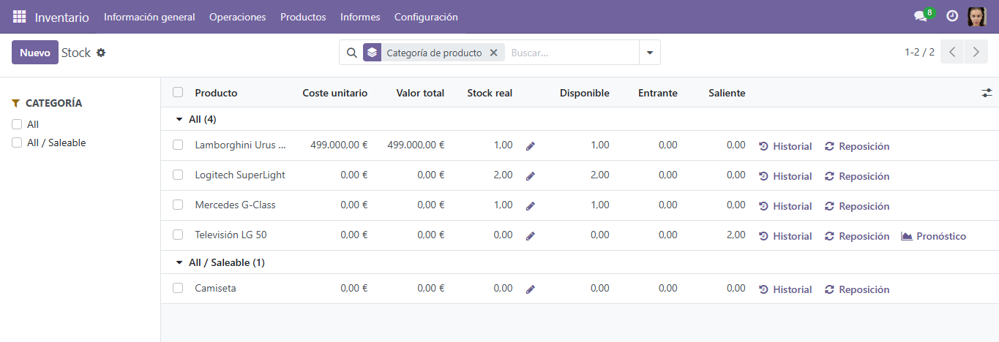 Inventario Información general Operaciones Productos Informes Configuración 8
Nuevo Stock Categoría de producto Buscar... 1-2 / 2
CATEGORÍA
All
All / Saleable
Producto Coste unitario Valor total Stock real Disponible Entrante Saliente
All (4)
Lamborghini Urus ... 499.000,00 € 499.000,00 € 1,00 1,00 0,00 0,00 Historial Reposición
Logitech SuperLight 0,00 € 0,00 € 2,00 2,00 0,00 0,00 Historial Reposición
Mercedes G-Class 0,00 € 0,00 € 1,00 1,00 0,00 0,00 Historial Reposición
Televisión LG 50 0,00 € 0,00 € 0,00 0,00 0,00 2,00 Historial Reposición Pronóstico
All / Saleable (1)
Camiseta 0,00 € 0,00 € 0,00 0,00 0,00 0,00 Historial Reposición